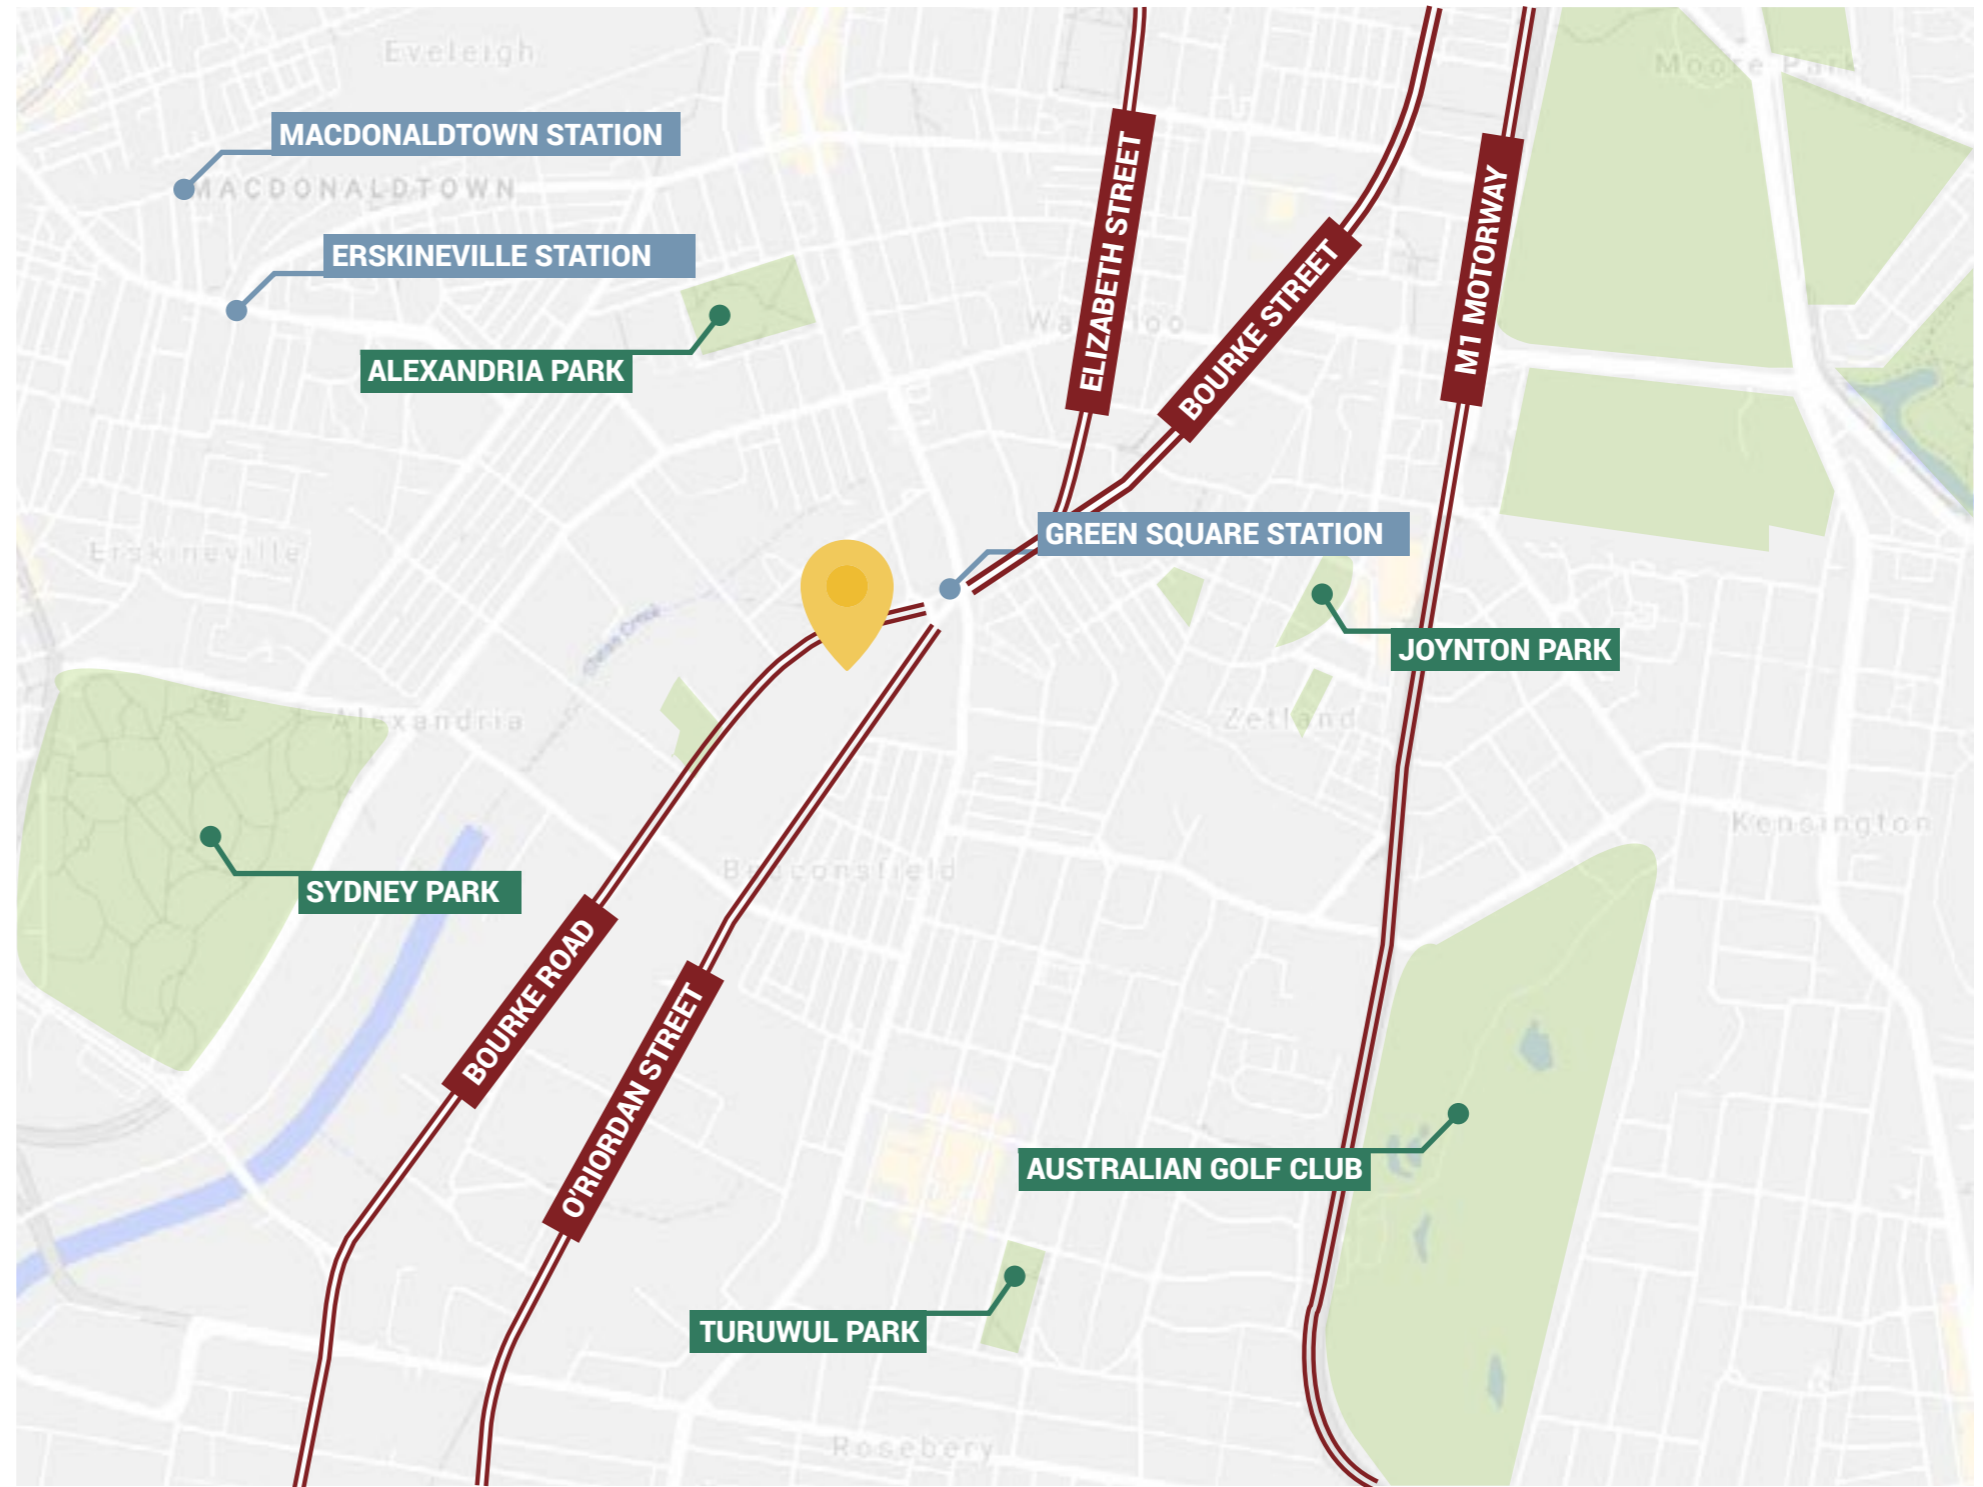 Eveleigh
Moore Park
MACDONALDTOWN STATION
MACDONALDTOWN
ELIZABETH STREET
M1 MOTORWAY
ERSKINEVILLE STATION
BOURKE STREET
Waterloo
ALEXANDRIA PARK
GREEN SQUARE STATION
Erskineville
JOYNTON PARK
Alexandria
Zetland
Kensington
Beaconsfield
SYDNEY PARK
BOURKE ROAD
O'RIORDAN STREET
AUSTRALIAN GOLF CLUB
TURUWUL PARK
Rosebery